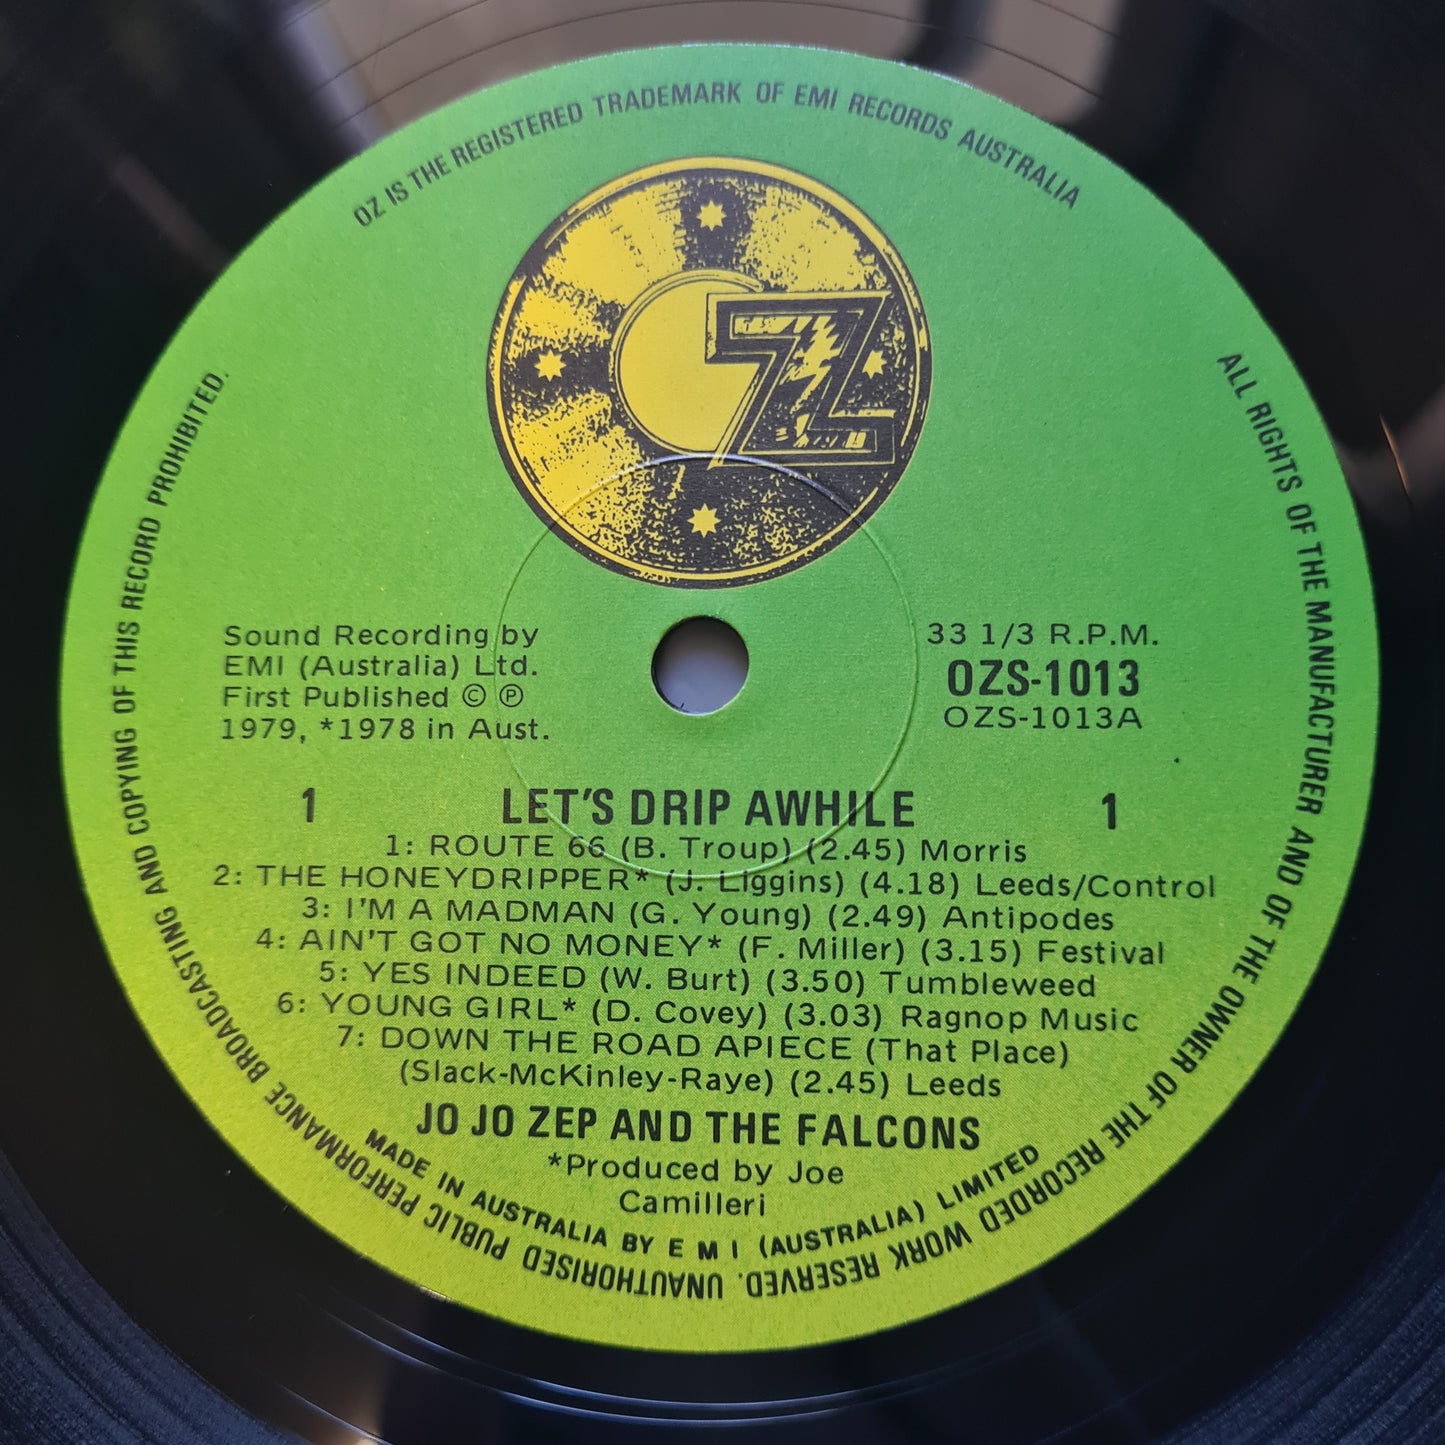 OZ IS THE REGISTERED TRADEMARK OF EMI RECORDS AUSTRALIA
ALL RIGHTS OF THE MANUFACTURER AND OF THE OWNER OF THE RECORDED WORK RESERVED. UNAUTHORISED PUBLIC PERFORMANCE BROADCASTING AND COPYING OF THIS RECORD PROHIBITED.
OZ
Sound Recording by
EMI (Australia) Ltd.
First Published © ℗
1979, *1978 in Aust.
33 1/3 R.P.M.
OZS-1013
OZS-1013A
1 LET'S DRIP AWHILE 1
1: ROUTE 66 (B. Troup) (2.45) Morris
2: THE HONEYDRIPPER* (J. Liggins) (4.18) Leeds/Control
3: I'M A MADMAN (G. Young) (2.49) Antipodes
4: AIN'T GOT NO MONEY* (F. Miller) (3.15) Festival
5: YES INDEED (W. Burt) (3.50) Tumbleweed
6: YOUNG GIRL* (D. Covey) (3.03) Ragnop Music
7: DOWN THE ROAD APIECE (That Place)
(Slack-McKinley-Raye) (2.45) Leeds
JO JO ZEP AND THE FALCONS
*Produced by Joe
Camilleri
MADE IN AUSTRALIA BY E M I (AUSTRALIA) LIMITED